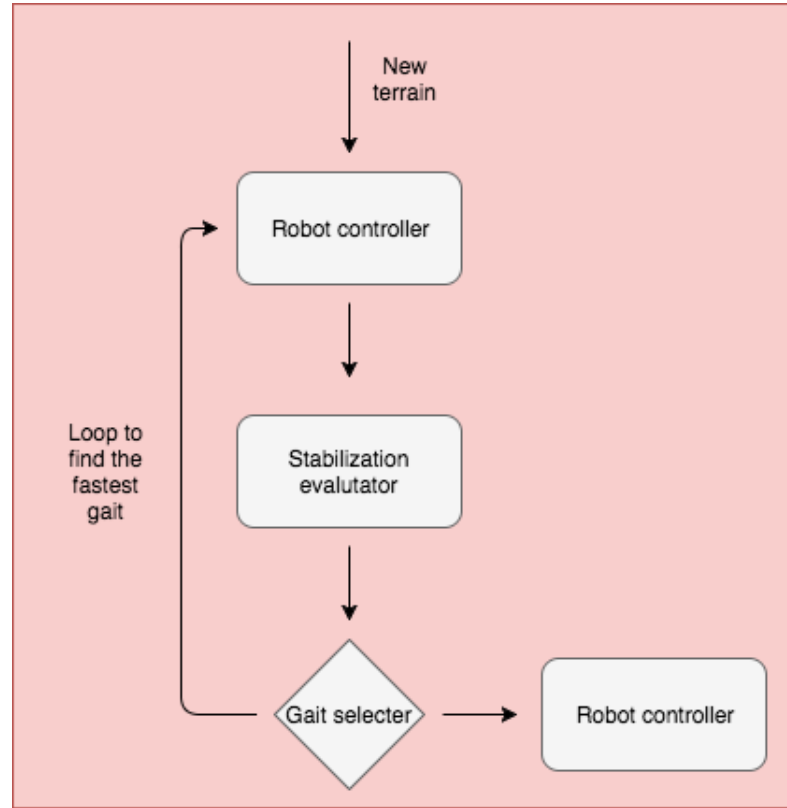 New
terrain
Robot controller
Stabilization
evalutator
Loop to
find the
fastest
gait
Gait selecter
Robot controller